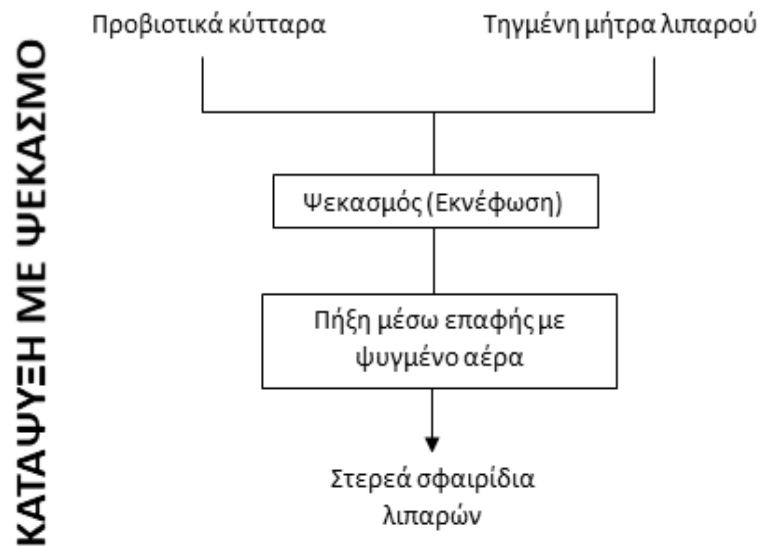 ΚΑΤΑΨΥΞΗ ΜΕ ΨΕΚΑΣΜΟ
Προβιοτικά κύτταρα
Τηγμένη μήτρα λιπαρού
Ψεκασμός (Εκνέφωση)
Πήξη μέσω επαφής με
ψυγμένο αέρα
Στερεά σφαιρίδια
λιπαρών